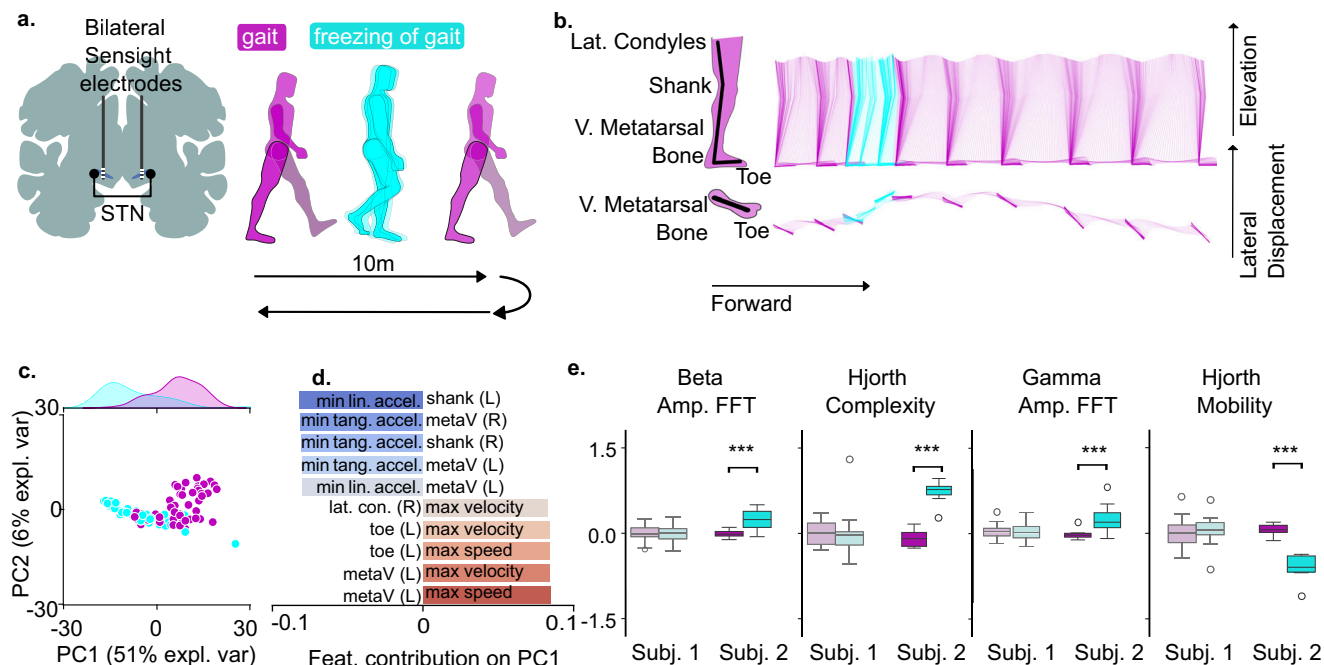 a.
Bilateral
Sensight
electrodes
STN
gait
freezing of gait
10m
b.
Lat. Condyles
Shank
V. Metatarsal
Bone
Toe
V. Metatarsal
Bone
Toe
Forward
Elevation
Lateral
Displacement
c.
30
0
-30
PC2 (6% expl. var)
-30 0 30
PC1 (51% expl. var)
d.
min lin. accel. shank (L)
min tang. accel. metaV (R)
min tang. accel. shank (R)
min tang. accel. metaV (L)
min lin. accel. metaV (L)
lat. con. (R) max velocity
toe (L) max velocity
toe (L) max speed
metaV (L) max velocity
metaV (L) max speed
-0.1 0 0.1
Feat. contribution on PC1
e.
Beta
Amp. FFT
Hjorth
Complexity
Gamma
Amp. FFT
Hjorth
Mobility
1.5
0.0
-1.5
*** *** *** ***
Subj. 1 Subj. 2 Subj. 1 Subj. 2 Subj. 1 Subj. 2 Subj. 1 Subj. 2